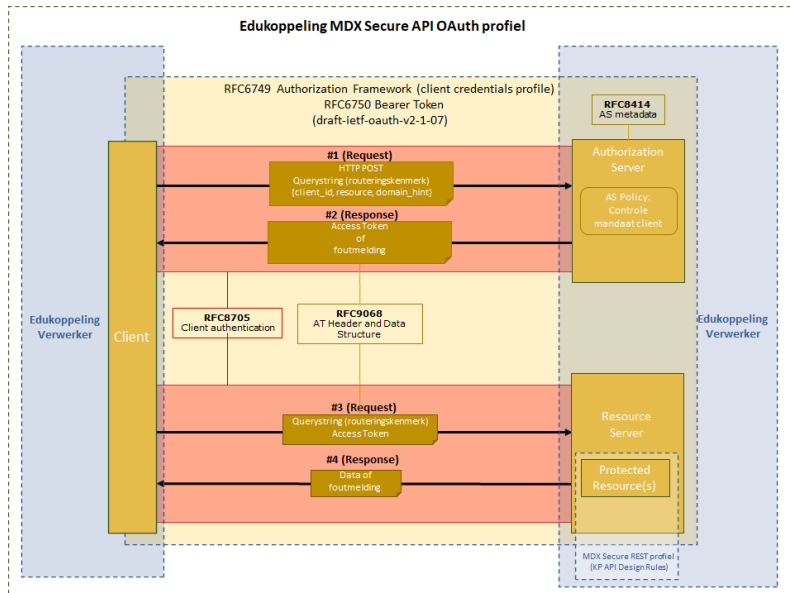 Edukoppeling MDX Secure API OAuth profiel
RFC6749 Authorization Framework (client credentials profile)
RFC6750 Bearer Token
(draft-ietf-oauth-v2-1-07)
RFC8414
AS metadata
#1 (Request)
HTTP POST
Querystring (routeringskenmerk)
{client_id, resource, domain_hint}
Authorization
Server
AS Policy:
Controle
mandaat client
#2 (Response)
Access Token
of
foutmelding
Edukoppeling
Verwerker
Client
RFC8705
Client authentication
RFC9068
AT Header and Data
Structure
Edukoppeling
Verwerker
#3 (Request)
Querystring (routeringskenmerk)
Access Token
Resource
Server
#4 (Response)
Data of
foutmelding
Protected
Resource(s)
MDX Secure REST profiel
(KP API Design Rules)